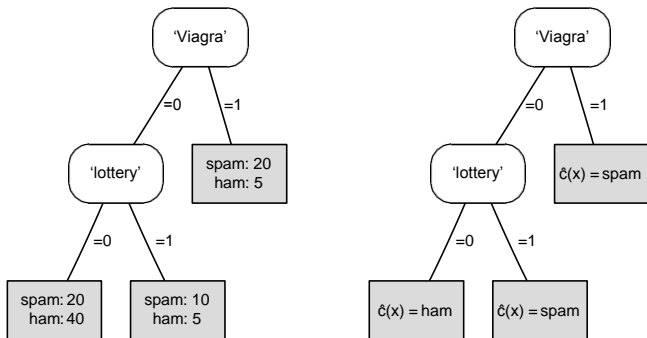 ‘Viagra’
=0
=1
‘lottery’
spam: 20
ham: 5
=0
=1
spam: 20
ham: 40
spam: 10
ham: 5
‘Viagra’
=0
=1
‘lottery’
ĉ(x) = spam
=0
=1
ĉ(x) = ham
ĉ(x) = spam